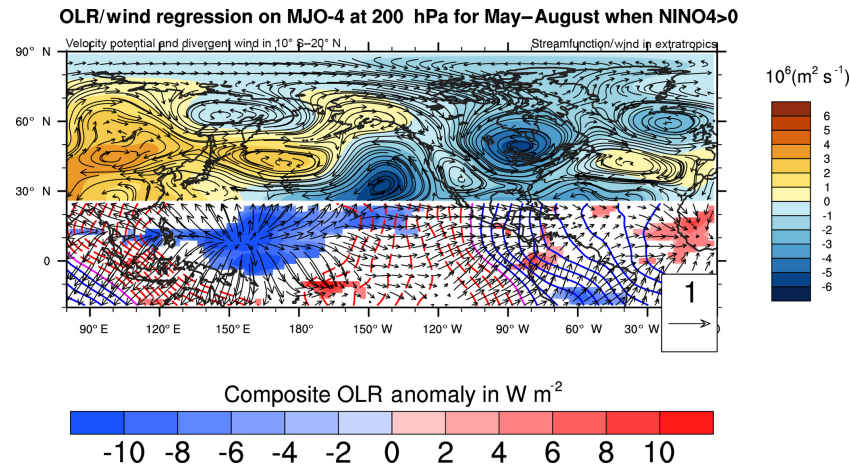 OLR/wind regression on MJO-4 at 200 hPa for May–August when NINO4>0
Velocity potential and divergent wind in 10° S–20° N
Streamfunction/wind in extratropics
10⁶(m² s⁻¹)
90° N
60° N
30° N
0
6
5
4
3
2
1
0
-1
-2
-3
-4
-5
-6
1
90° E
120° E
150° E
180°
150° W
120° W
90° W
60° W
30° W
Composite OLR anomaly in W m⁻²
-10
-8
-6
-4
-2
0
2
4
6
8
10